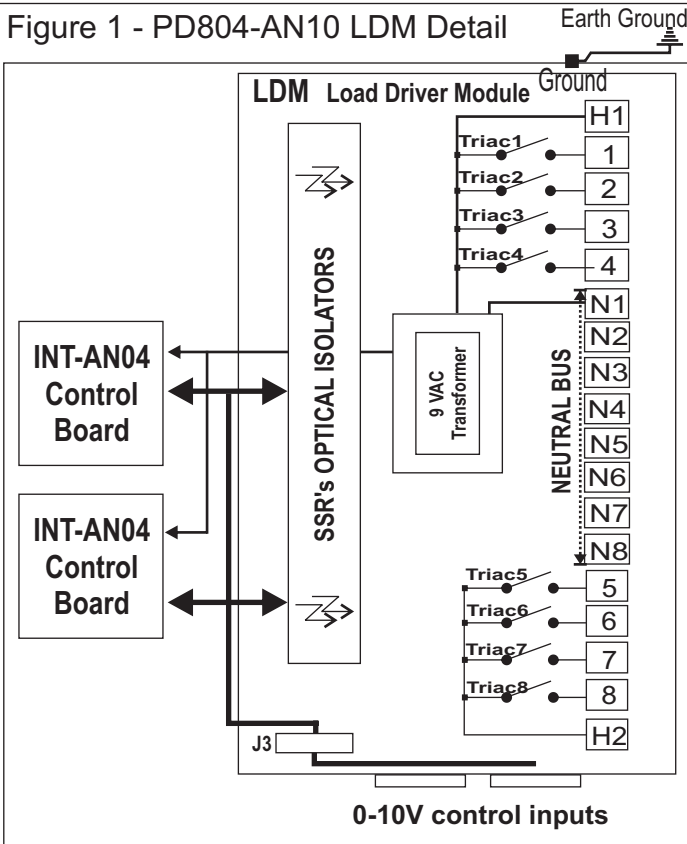 Figure 1 - PD804-AN10 LDM Detail
Earth Ground
Ground
LDM Load Driver Module
H1
Triac1
1
Triac2
2
Triac3
3
Triac4
4
SSR's OPTICAL ISOLATORS
9 VAC
Transformer
NEUTRAL BUS
N1
N2
N3
N4
N5
N6
N7
N8
INT-AN04
Control
Board
INT-AN04
Control
Board
Triac5
5
Triac6
6
Triac7
7
Triac8
8
H2
J3
0-10V control inputs